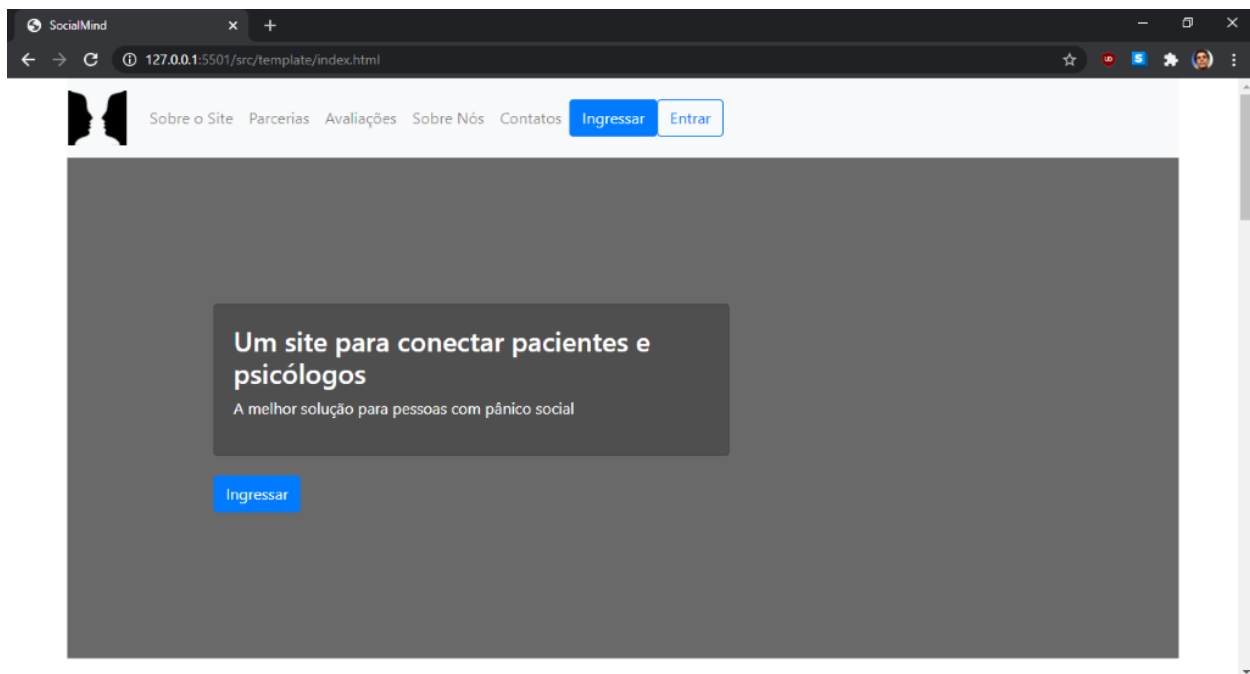 SocialMind
127.0.0.1:5501/src/template/index.html
Sobre o Site Parcerias Avaliações Sobre Nós Contatos Ingressar Entrar
Um site para conectar pacientes e
psicólogos
A melhor solução para pessoas com pânico social
Ingressar